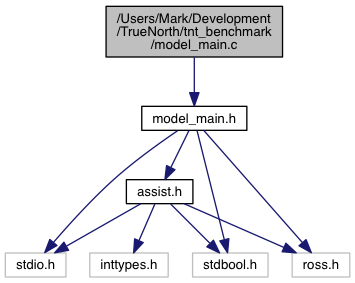 /Users/Mark/Development
/TrueNorth/tnt_benchmark
/model_main.c
model_main.h
assist.h
stdio.h
inttypes.h
stdbool.h
ross.h